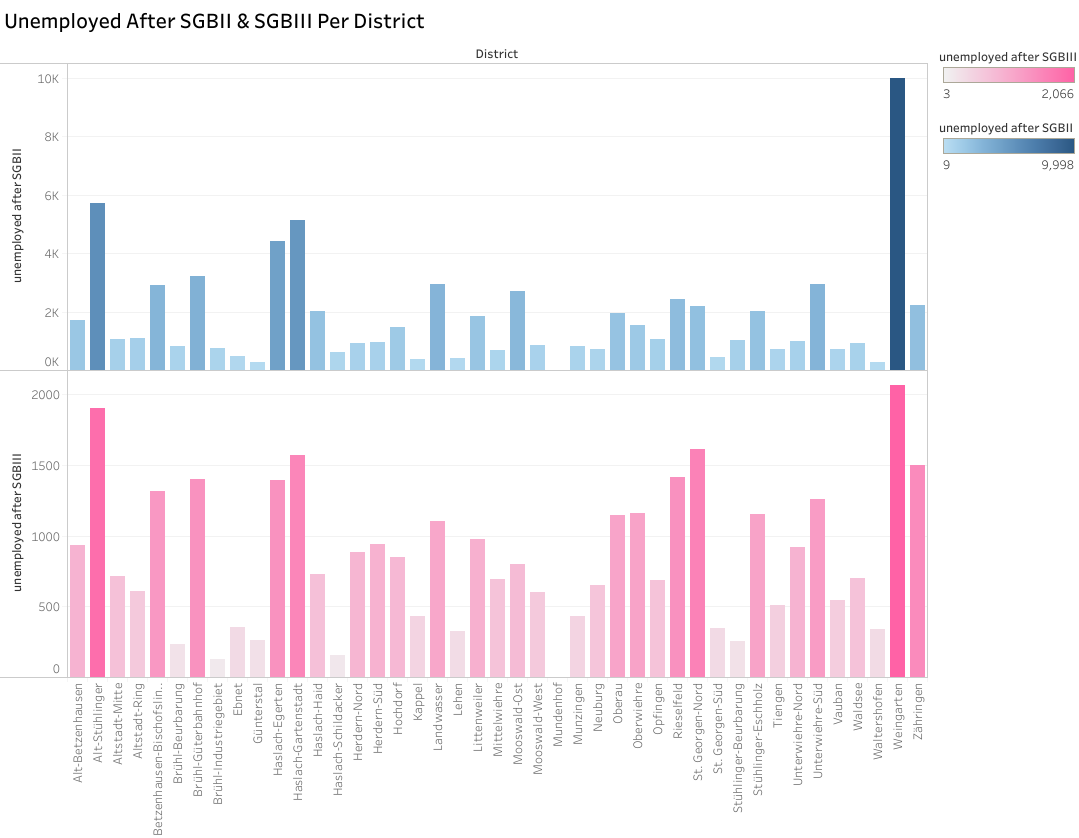 Unemployed After SGBII & SGBIII Per District
District
unemployed after SGBII
10K
8K
6K
4K
2K
0K
unemployed after SGBIII
2000
1500
1000
500
0
Alt-Betzenhausen
Alt-Stühlinger
Altstadt-Mitte
Altstadt-Ring
Betzenhausen-Bischofslin..
Brühl-Beurbarung
Brühl-Güterbahnhof
Brühl-Industriegebiet
Ebnet
Günterstal
Haslach-Egerten
Haslach-Gartenstadt
Haslach-Haid
Haslach-Schildacker
Herdern-Nord
Herdern-Süd
Hochdorf
Kappel
Landwasser
Lehen
Littenweiler
Mittelwiehre
Mooswald-Ost
Mooswald-West
Mundenhof
Munzingen
Neuburg
Oberau
Oberwiehre
Opfingen
Rieselfeld
St. Georgen-Nord
St. Georgen-Süd
Stühlinger-Beurbarung
Stühlinger-Eschholz
Tiengen
Unterwiehre-Nord
Unterwiehre-Süd
Vauban
Waldsee
Waltershofen
Weingarten
Zähringen
unemployed after SGBIII
3 2,066
unemployed after SGBII
9 9,998